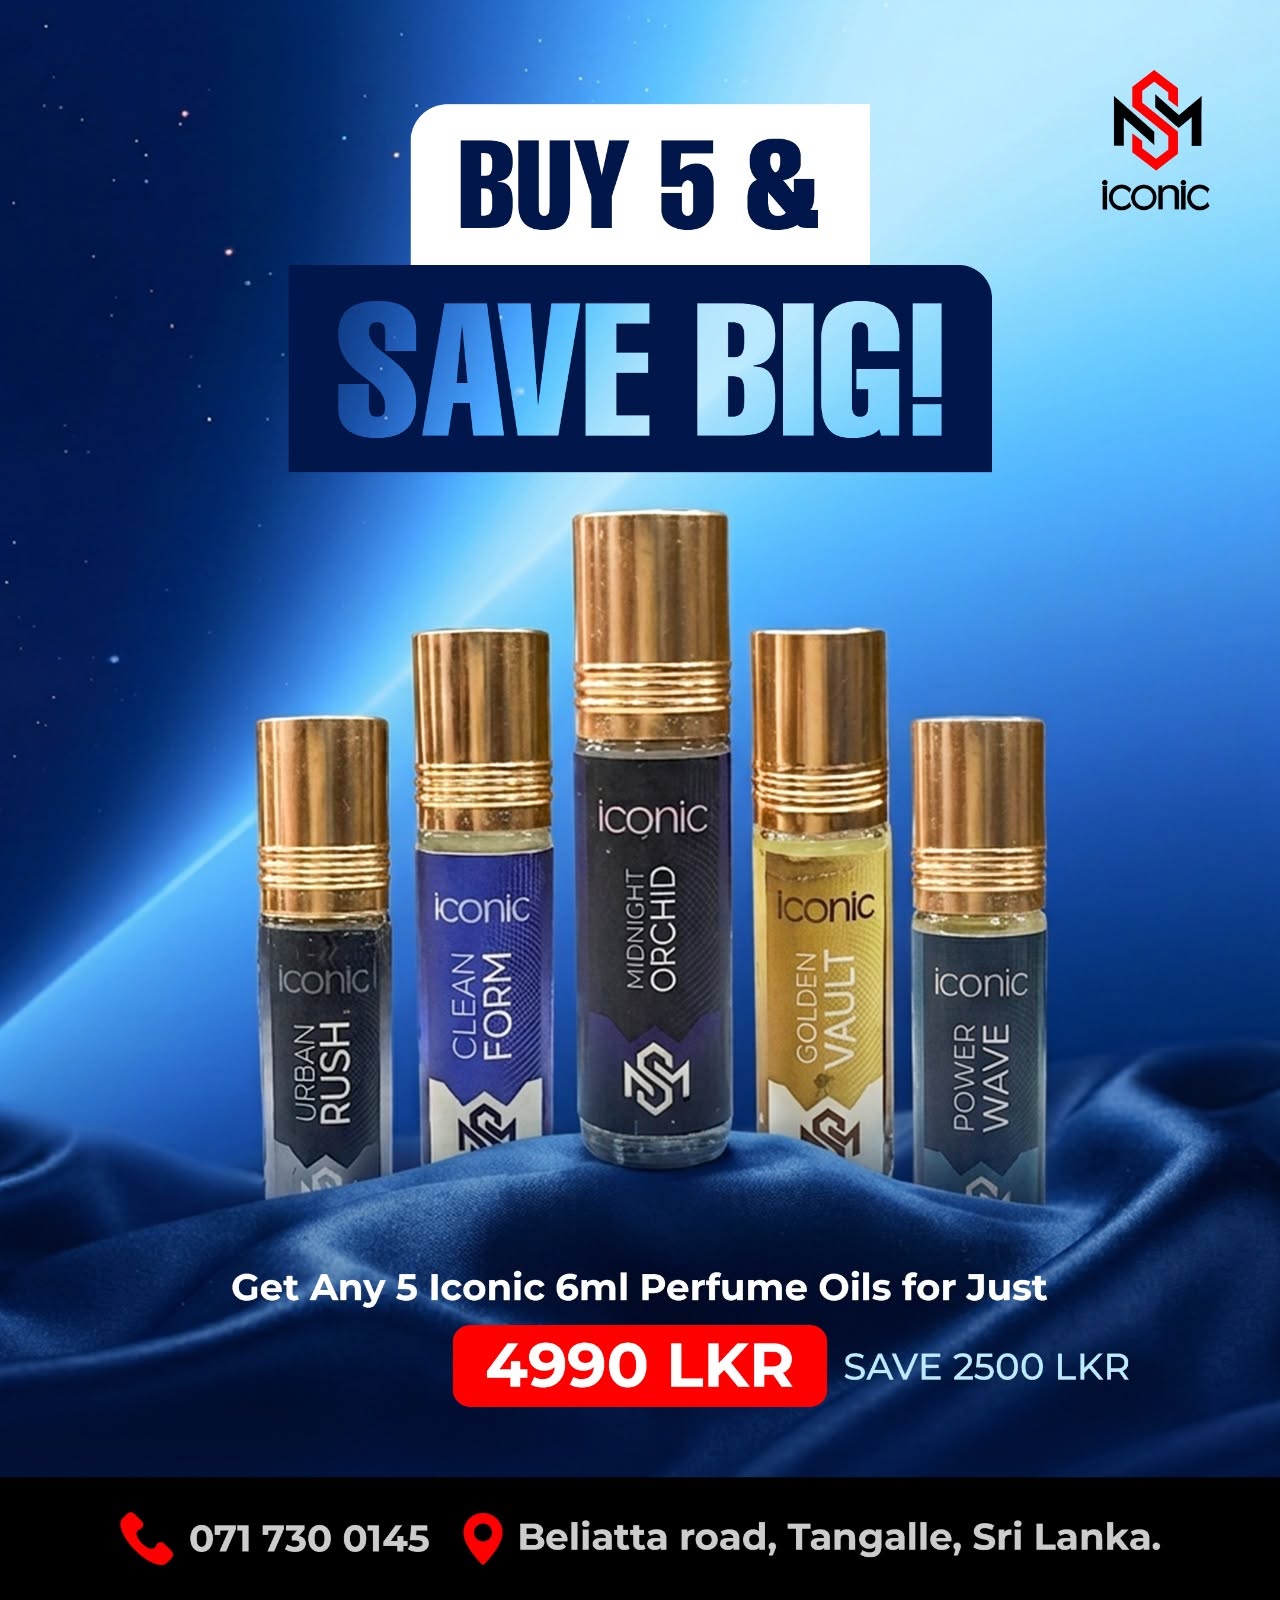 SM
iconic
BUY 5 &
SAVE BIG!
iconic
URBAN
RUSH
iconic
CLEAN
FORM
iconic
MIDNIGHT
ORCHID
iconic
GOLDEN
VAULT
iconic
POWER
WAVE
Get Any 5 Iconic 6ml Perfume Oils for Just
4990 LKR SAVE 2500 LKR
071 730 0145 Beliatta road, Tangalle, Sri Lanka.